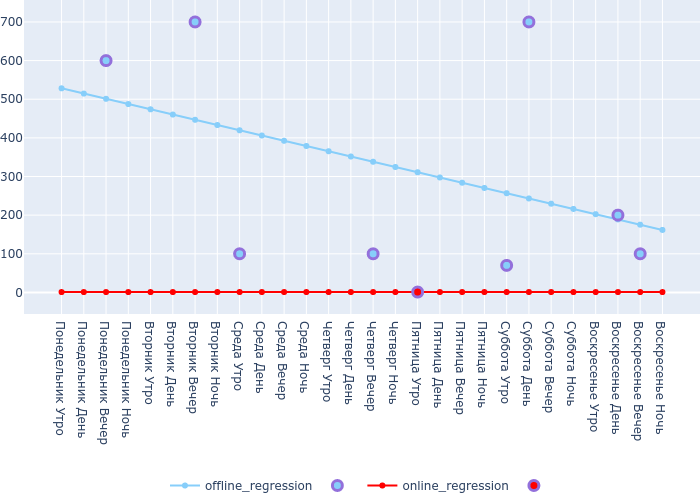 700
600
500
400
300
200
100
0
Понедельник Утро
Понедельник День
Понедельник Вечер
Понедельник Ночь
Вторник Утро
Вторник День
Вторник Вечер
Вторник Ночь
Среда Утро
Среда День
Среда Вечер
Среда Ночь
Четверг Утро
Четверг День
Четверг Вечер
Четверг Ночь
Пятница Утро
Пятница День
Пятница Вечер
Пятница Ночь
Суббота Утро
Суббота День
Суббота Вечер
Суббота Ночь
Воскресенье Утро
Воскресенье День
Воскресенье Вечер
Воскресенье Ночь
offline_regression
online_regression